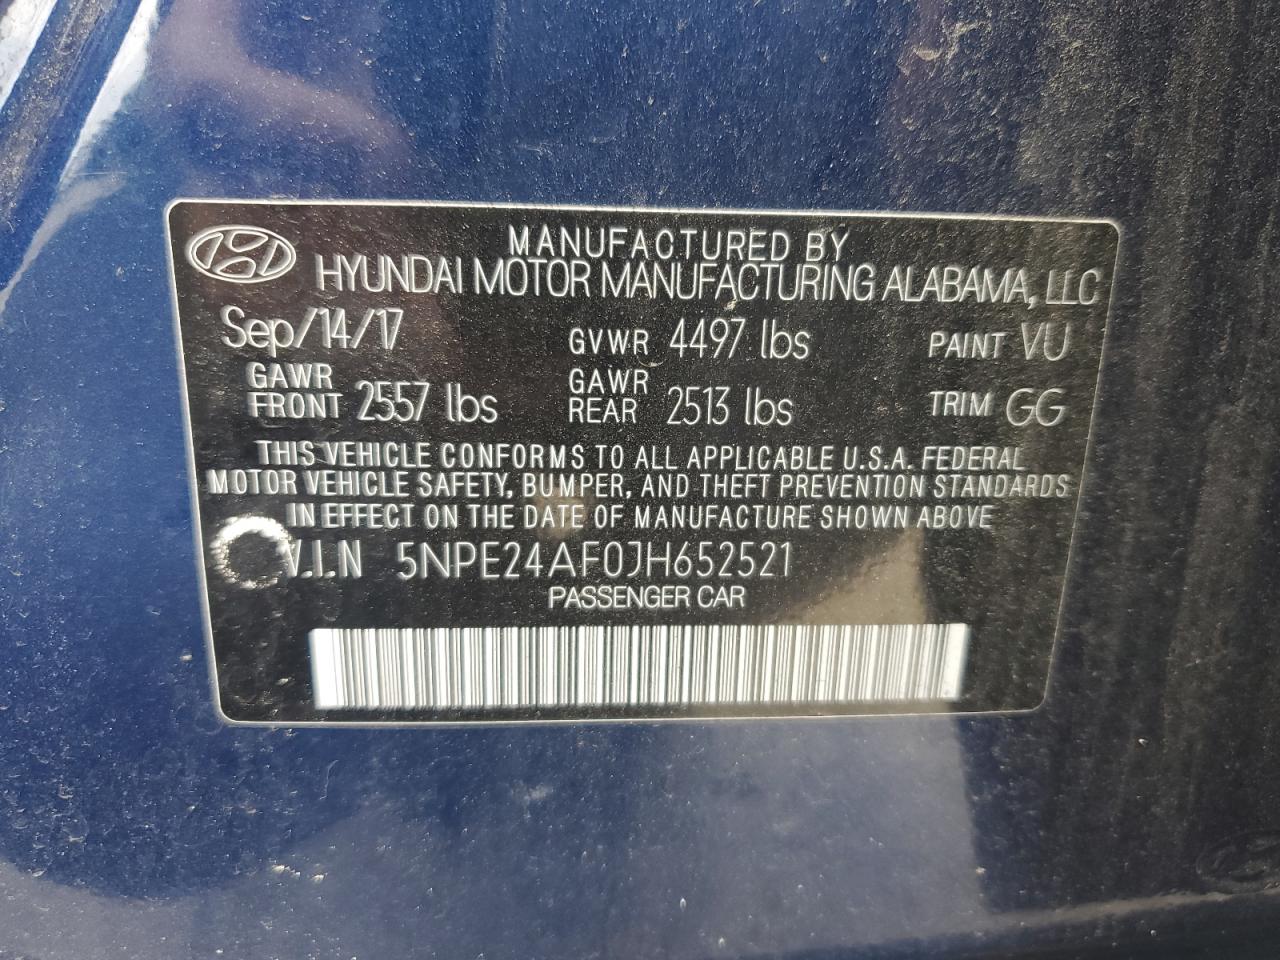 MANUFACTURED BY
HYUNDAI MOTOR MANUFACTURING ALABAMA, LLC
Sep/14/17 GVWR 4497 lbs PAINT VU
GAWR FRONT 2557 lbs GAWR REAR 2513 lbs TRIM GG
THIS VEHICLE CONFORMS TO ALL APPLICABLE U.S.A. FEDERAL
MOTOR VEHICLE SAFETY, BUMPER, AND THEFT PREVENTION STANDARDS
IN EFFECT ON THE DATE OF MANUFACTURE SHOWN ABOVE
V.I.N 5NPE24AF0JH652521
PASSENGER CAR